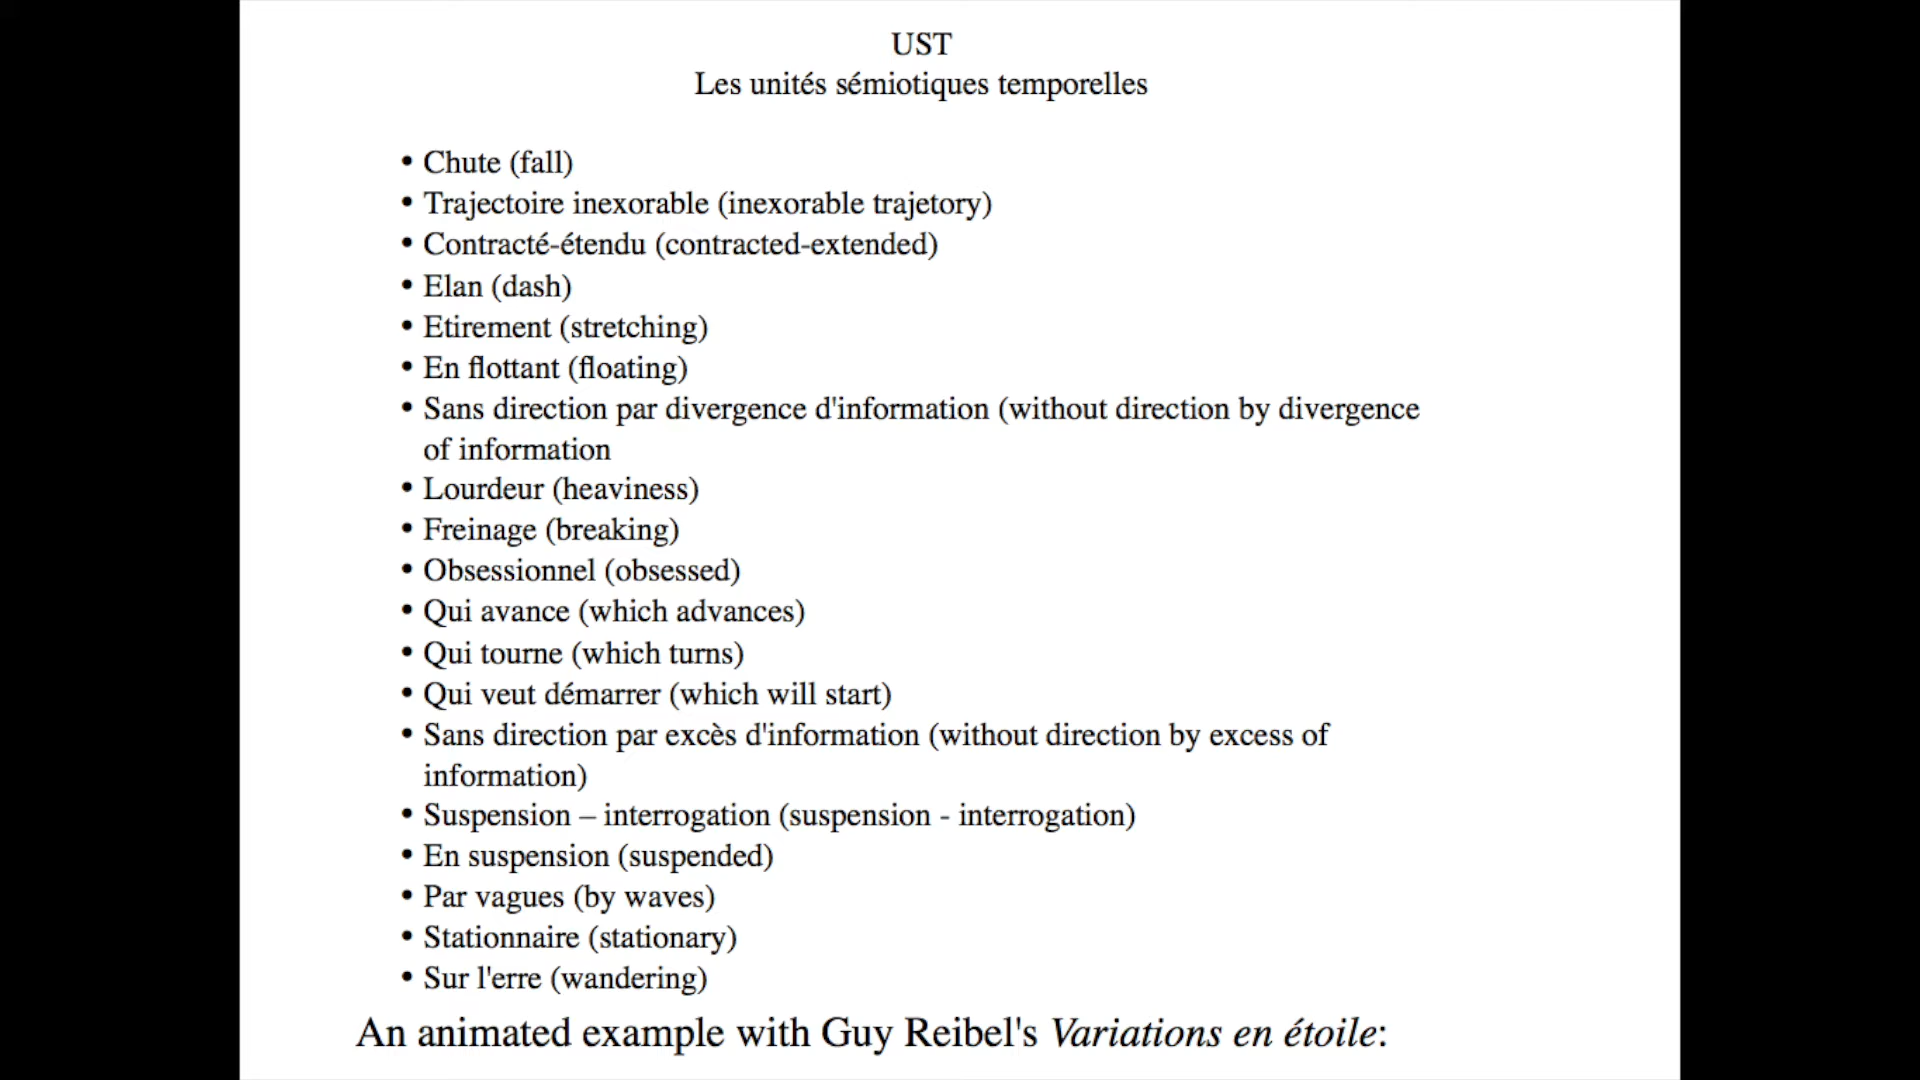 UST
Les unités sémiotiques temporelles
• Chute (fall)
• Trajectoire inexorable (inexorable trajetory)
• Contracté-étendu (contracted-extended)
• Elan (dash)
• Etirement (stretching)
• En flottant (floating)
• Sans direction par divergence d'information (without direction by divergence
of information
• Lourdeur (heaviness)
• Freinage (breaking)
• Obsessionnel (obsessed)
• Qui avance (which advances)
• Qui tourne (which turns)
• Qui veut démarrer (which will start)
• Sans direction par excès d'information (without direction by excess of
information)
• Suspension – interrogation (suspension - interrogation)
• En suspension (suspended)
• Par vagues (by waves)
• Stationnaire (stationary)
• Sur l'erre (wandering)
An animated example with Guy Reibel's Variations en étoile: